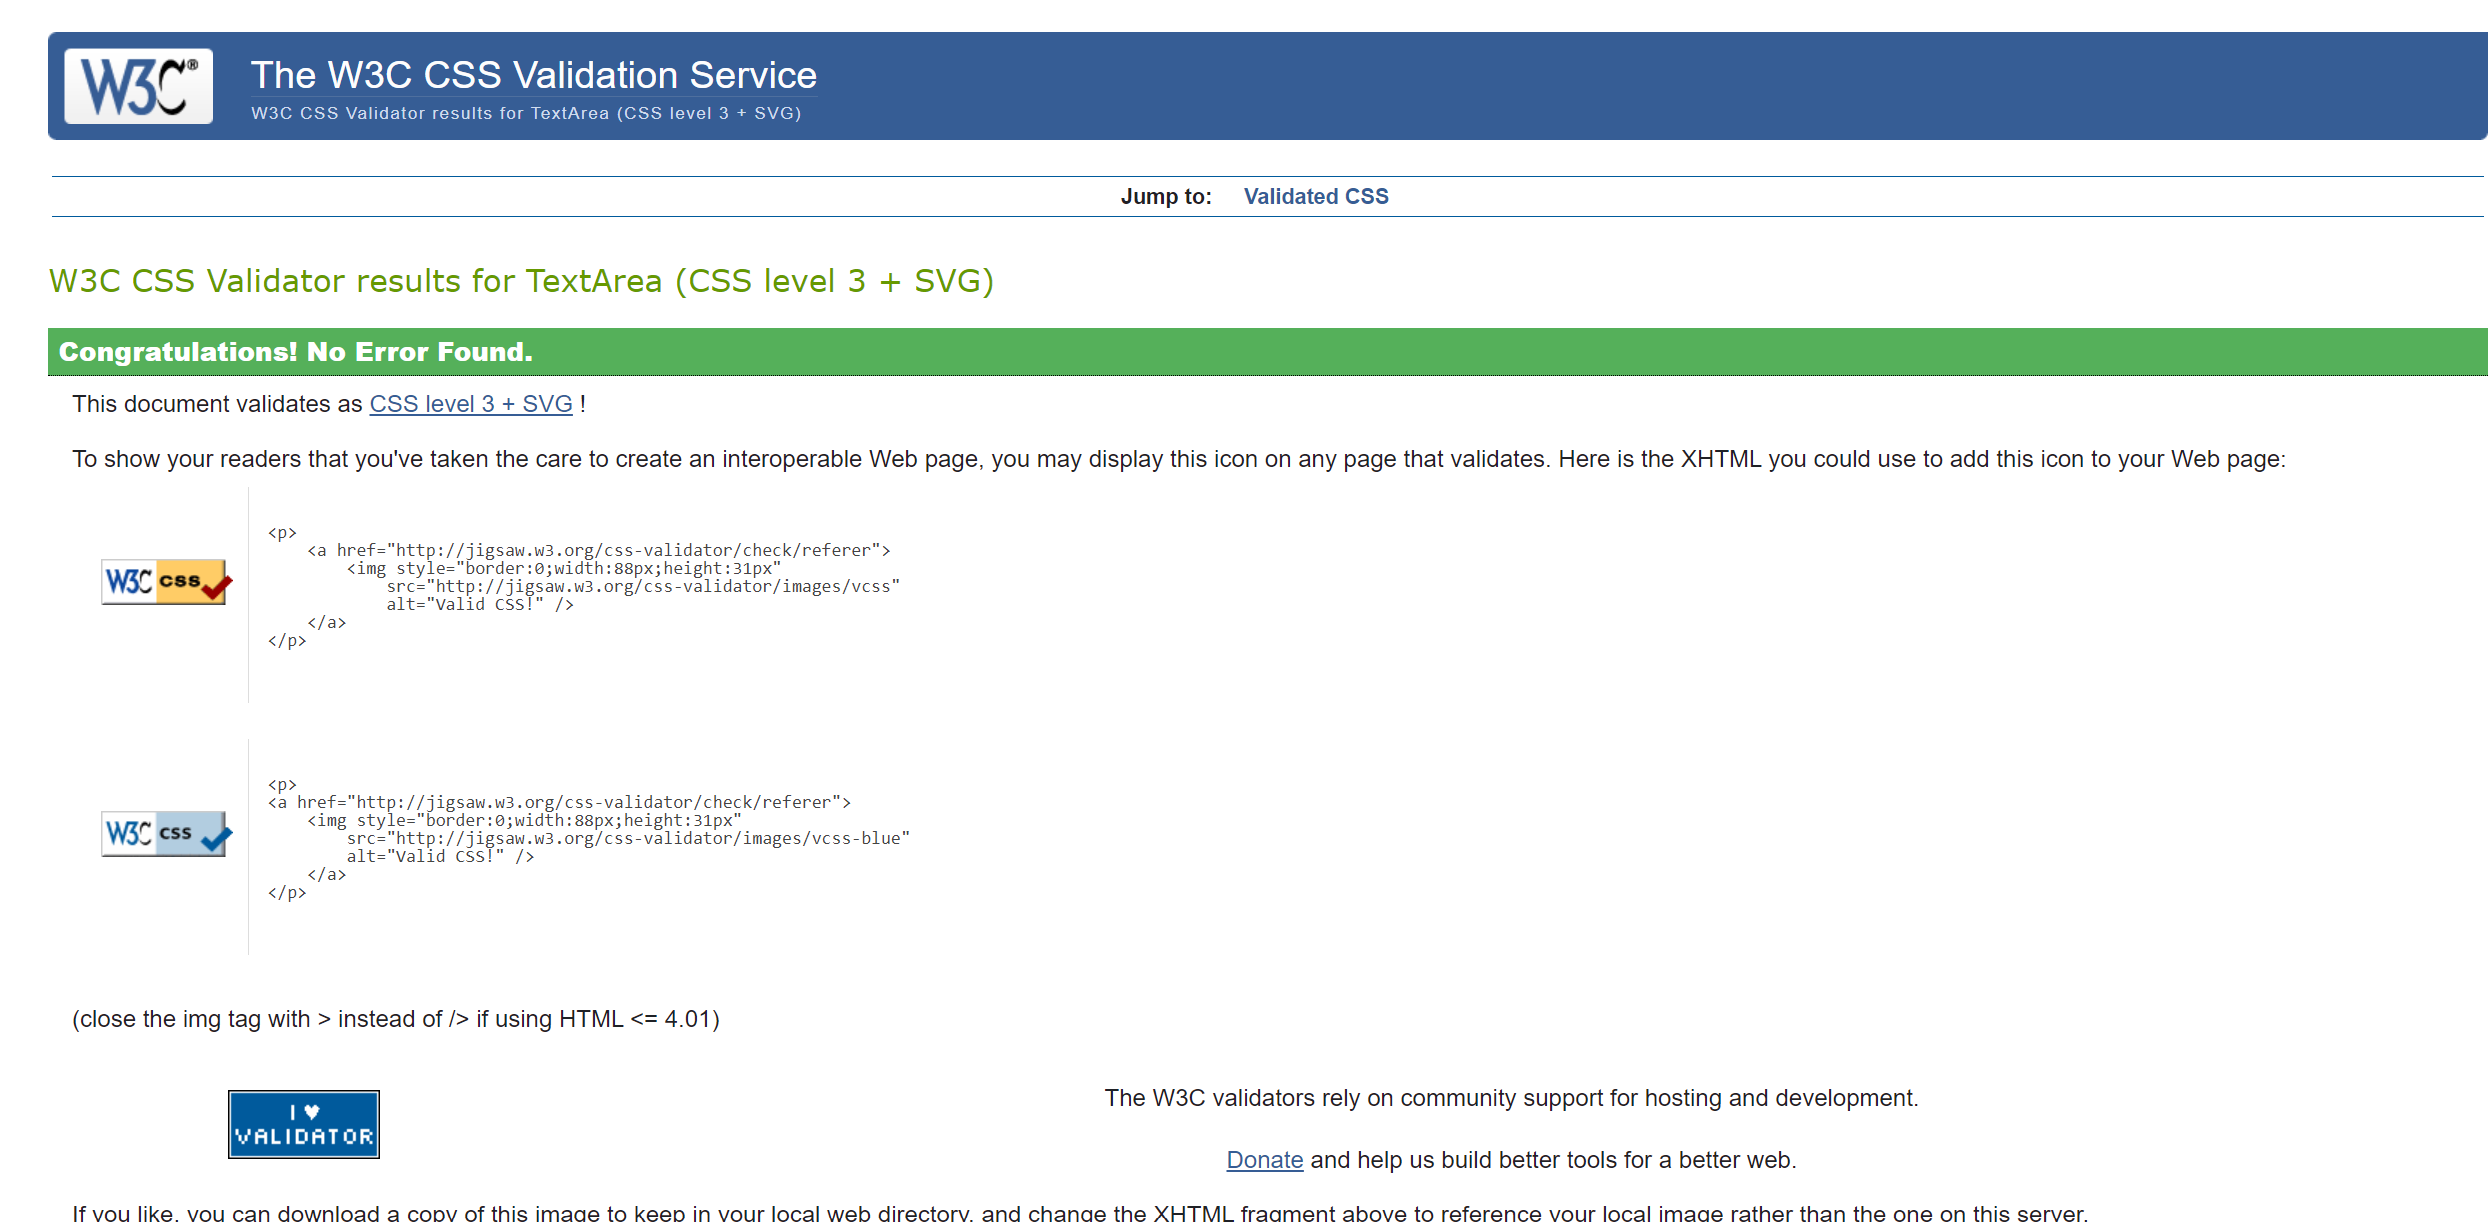 W3C®
The W3C CSS Validation Service
W3C CSS Validator results for TextArea (CSS level 3 + SVG)
Jump to: Validated CSS
W3C CSS Validator results for TextArea (CSS level 3 + SVG)
Congratulations! No Error Found.
This document validates as CSS level 3 + SVG !
To show your readers that you've taken the care to create an interoperable Web page, you may display this icon on any page that validates. Here is the XHTML you could use to add this icon to your Web page:
W3C css
<p>
    <a href="http://jigsaw.w3.org/css-validator/check/referer">
        <img style="border:0;width:88px;height:31px"
            src="http://jigsaw.w3.org/css-validator/images/vcss"
            alt="Valid CSS!" />
    </a>
</p>
W3C css
<p>
<a href="http://jigsaw.w3.org/css-validator/check/referer">
    <img style="border:0;width:88px;height:31px"
        src="http://jigsaw.w3.org/css-validator/images/vcss-blue"
        alt="Valid CSS!" />
    </a>
</p>
(close the img tag with > instead of /> if using HTML <= 4.01)
I ♥
VALIDATOR
The W3C validators rely on community support for hosting and development.
Donate and help us build better tools for a better web.
If you like, you can download a copy of this image to keep in your local web directory, and change the XHTML fragment above to reference your local image rather than the one on this server.